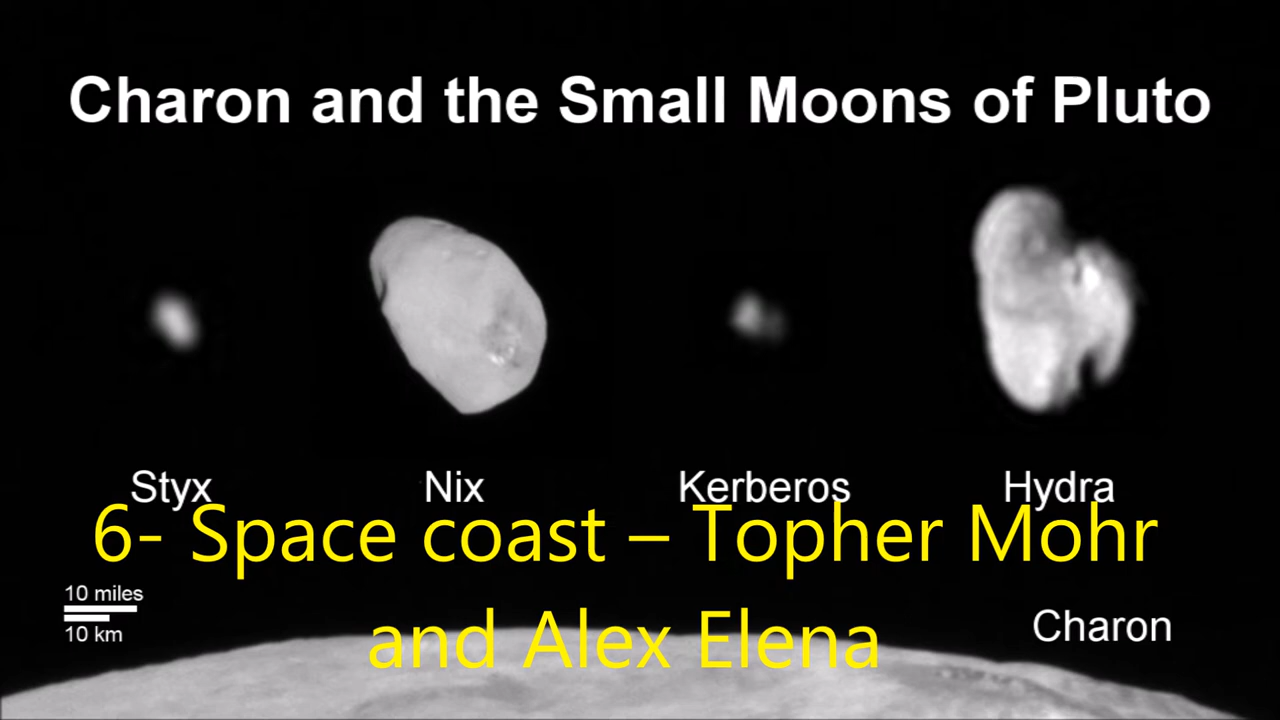 Charon and the Small Moons of Pluto
Styx Nix Kerberos Hydra
6- Space coast – Topher Mohr
and Alex Elena
10 miles
10 km
Charon